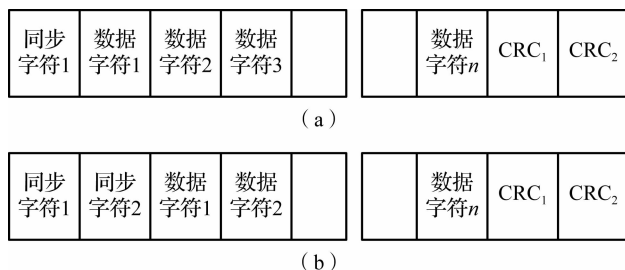 同步 数据 数据 数据 数据
字符1 字符1 字符2 字符3 字符n CRC₁ CRC₂
(a)
同步 同步 数据 数据 数据
字符1 字符2 字符1 字符2 字符n CRC₁ CRC₂
(b)